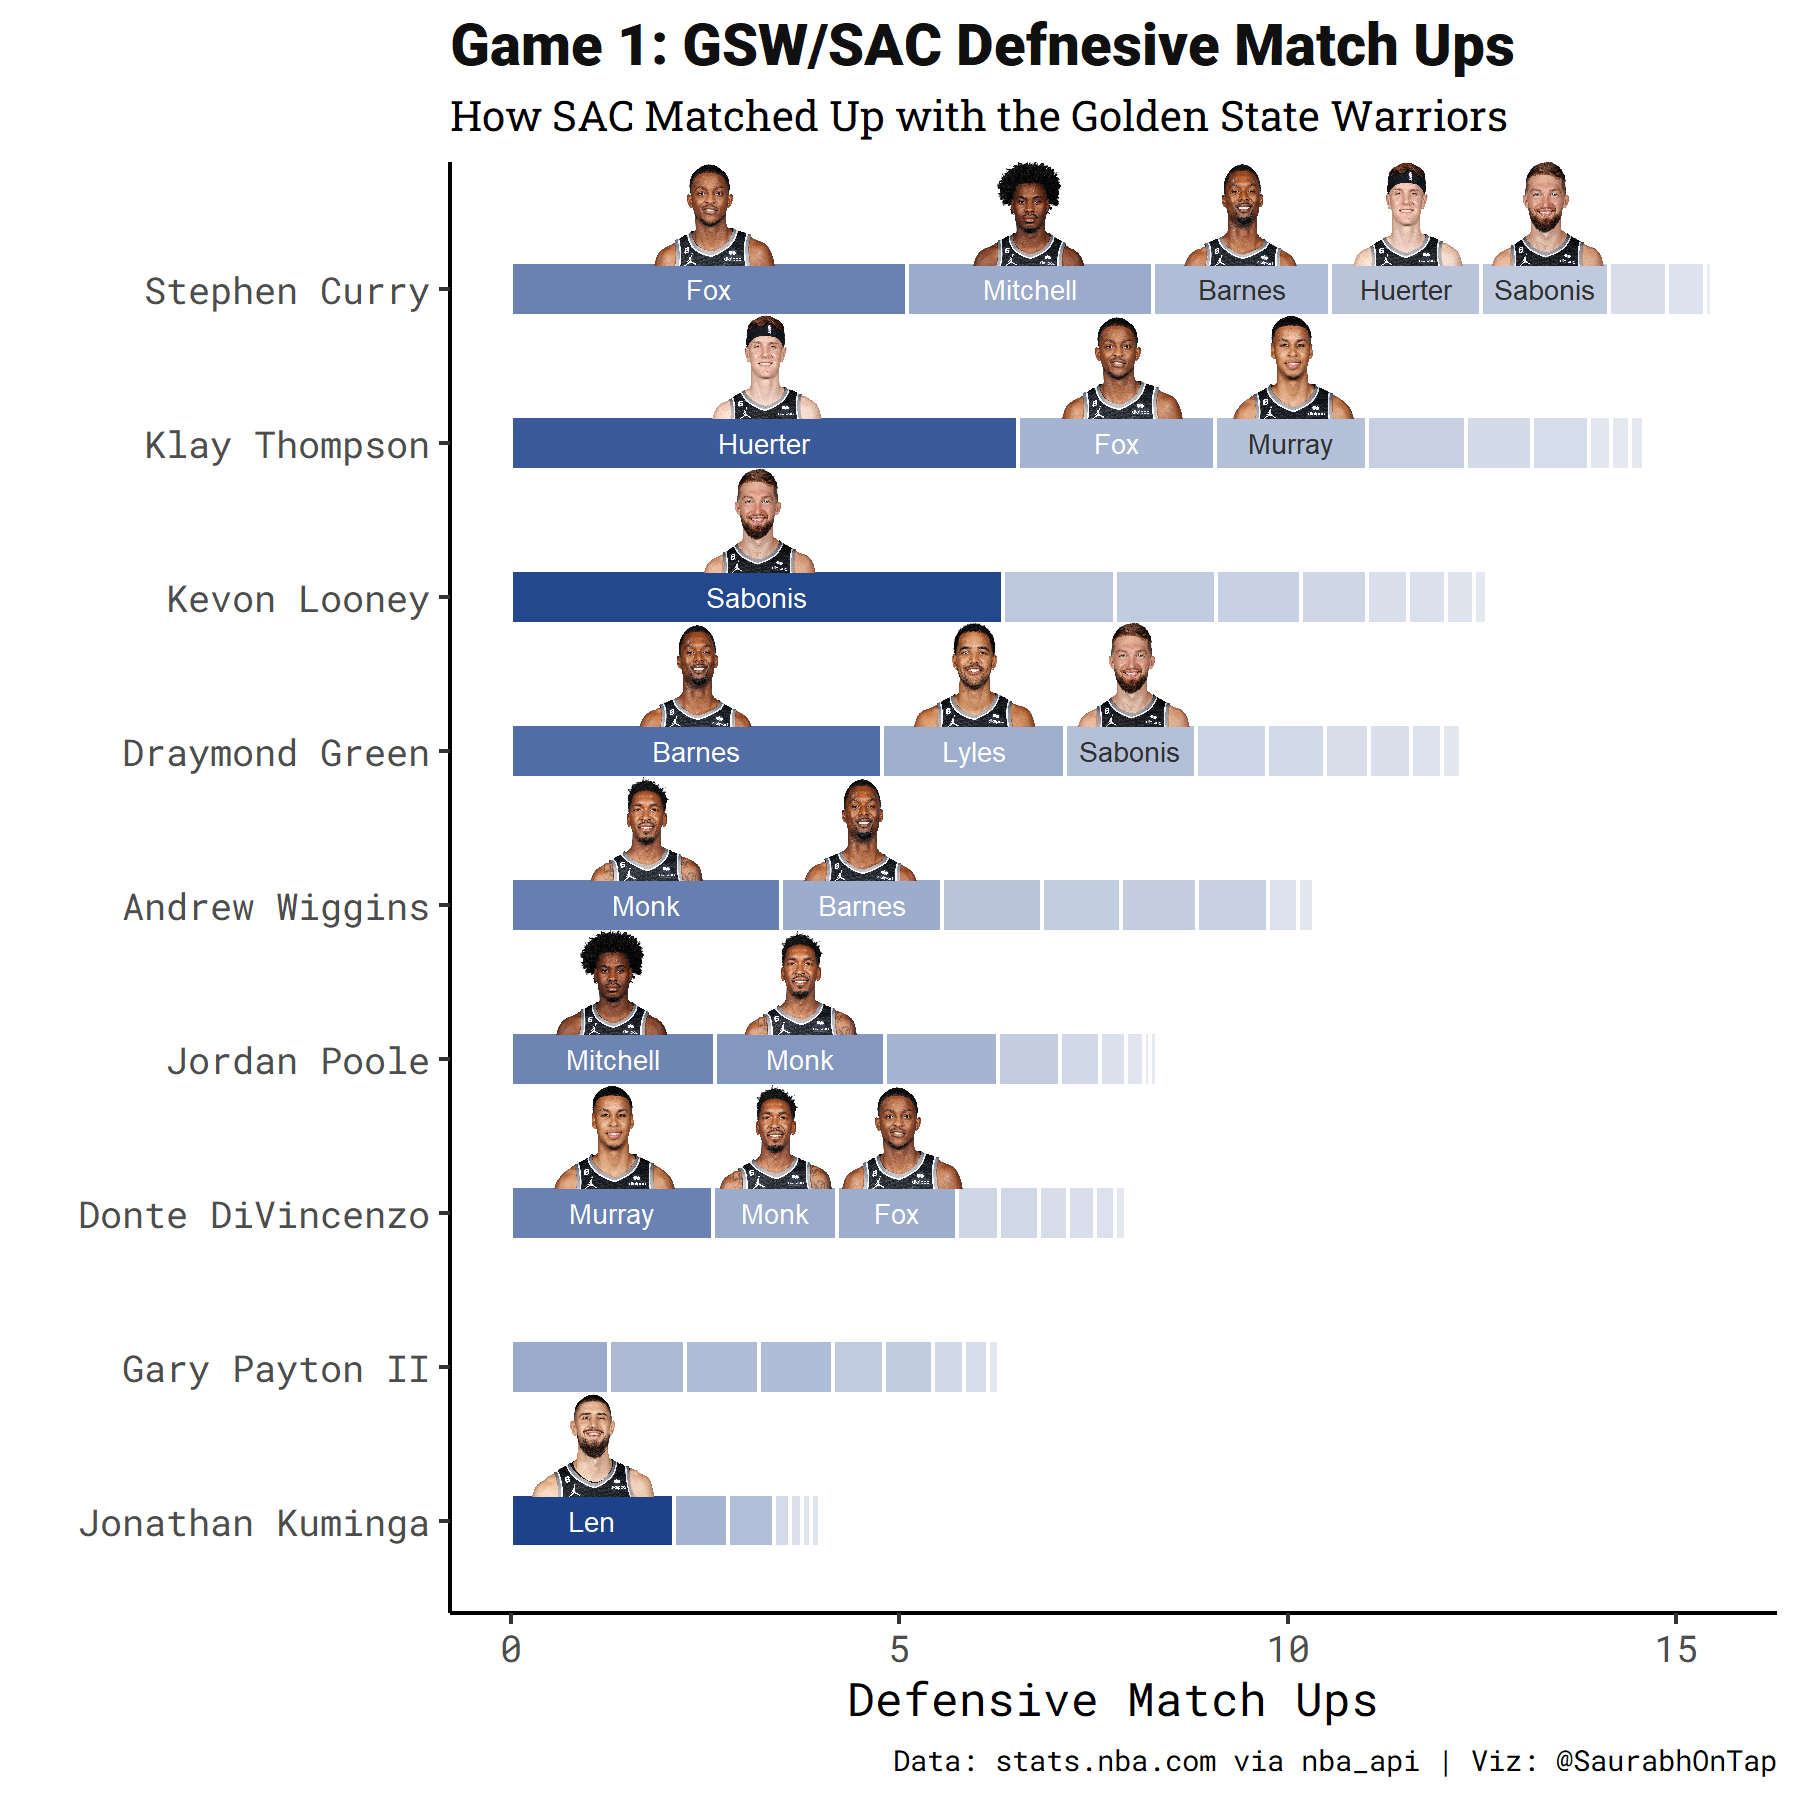 Game 1: GSW/SAC Defnesive Match Ups
How SAC Matched Up with the Golden State Warriors
Stephen Curry
Fox
Mitchell
Barnes
Huerter
Sabonis
Klay Thompson
Huerter
Fox
Murray
Kevon Looney
Sabonis
Draymond Green
Barnes
Lyles
Sabonis
Andrew Wiggins
Monk
Barnes
Jordan Poole
Mitchell
Monk
Donte DiVincenzo
Murray
Monk
Fox
Gary Payton II
Jonathan Kuminga
Len
0 5 10 15
Defensive Match Ups
Data: stats.nba.com via nba_api | Viz: @SaurabhOnTap